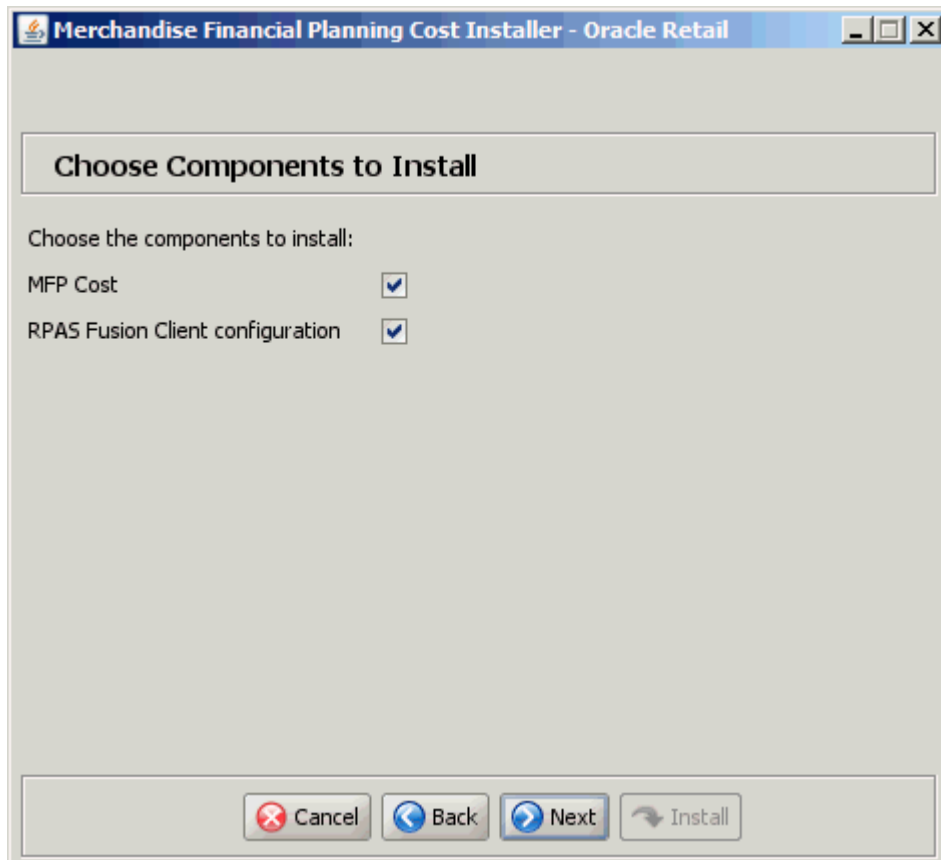 Merchandise Financial Planning Cost Installer - Oracle Retail
Choose Components to Install
Choose the components to install:
MFP Cost
RPAS Fusion Client configuration
Cancel Back Next Install